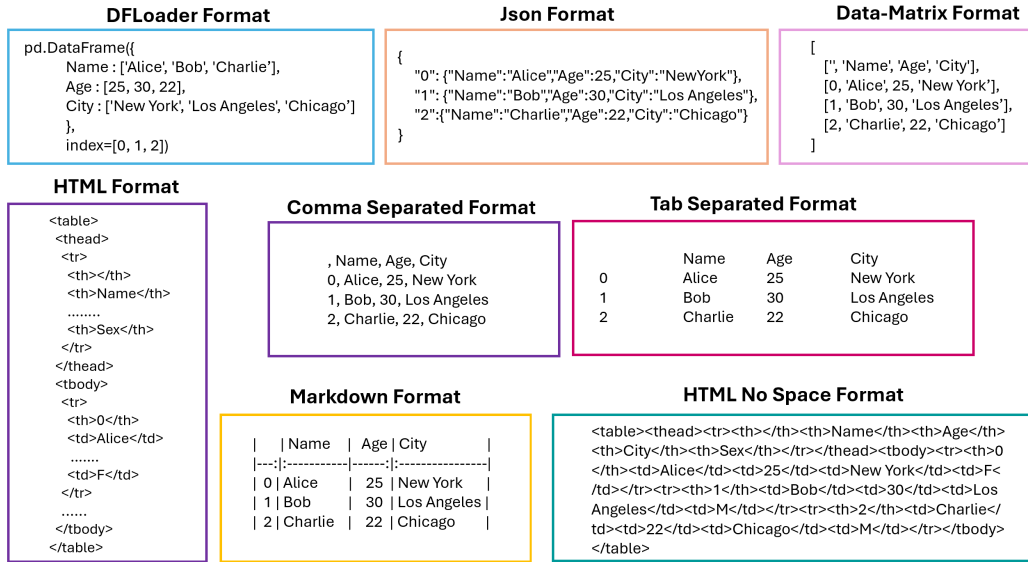 DFLoader Format
pd.DataFrame({
Name : ['Alice', 'Bob', 'Charlie’],
Age : [25, 30, 22],
City : ['New York', 'Los Angeles', 'Chicago’]
},
index=[0, 1, 2])
Json Format
{
"0": {"Name":"Alice","Age":25,"City":"NewYork"},
"1": {"Name":"Bob","Age":30,"City":"Los Angeles"},
"2":{"Name":"Charlie","Age":22,"City":"Chicago"}
}
Data-Matrix Format
[
['', 'Name', 'Age', 'City'],
[0, 'Alice', 25, 'New York’],
[1, 'Bob', 30, 'Los Angeles’],
[2, 'Charlie', 22, 'Chicago’]
]
HTML Format
<table>
<thead>
<tr>
<th></th>
<th>Name</th>
........
<th>Sex</th>
</tr>
</thead>
<tbody>
<tr>
<th>0</th>
<td>Alice</td>
.......
<td>F</td>
</tr>
......
</tbody>
</table>
Comma Separated Format
, Name, Age, City
0, Alice, 25, New York
1, Bob, 30, Los Angeles
2, Charlie, 22, Chicago
Tab Separated Format
Name Age City
0 Alice 25 New York
1 Bob 30 Los Angeles
2 Charlie 22 Chicago
Markdown Format
| | Name | Age | City |
|---:|:-----------|------:|:----------------|
| 0 | Alice | 25 | New York |
| 1 | Bob | 30 | Los Angeles |
| 2 | Charlie | 22 | Chicago |
HTML No Space Format
<table><thead><tr><th></th><th>Name</th><th>Age</th>
<th>City</th><th>Sex</th></tr></thead><tbody><tr><th>0
</th><td>Alice</td><td>25</td><td>New York</td><td>F<
/td></tr><tr><th>1</th><td>Bob</td><td>30</td><td>Los
Angeles</td><td>M</td></tr><tr><th>2</th><td>Charlie</
td><td>22</td><td>Chicago</td><td>M</td></tr></tbody>
</table>